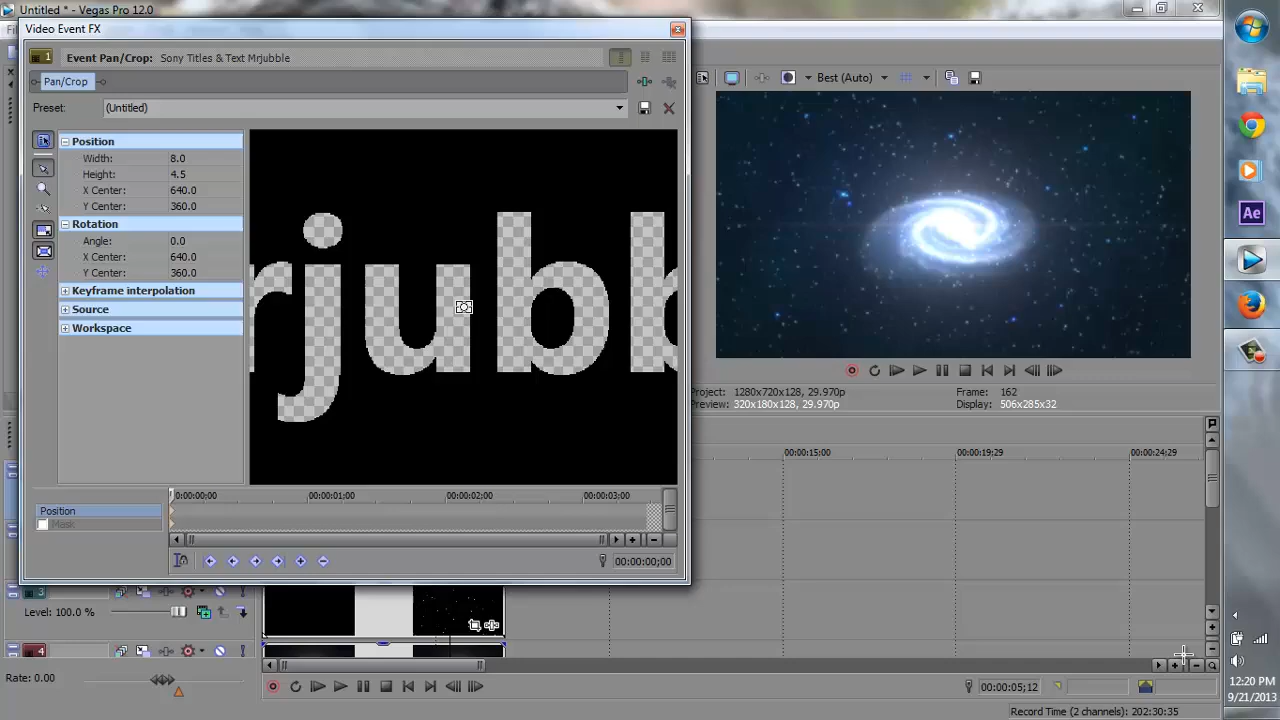 Untitled * - Vegas Pro 12.0
Video Event FX
1
Event Pan/Crop: Sony Titles & Text Mrjubble
Pan/Crop
Preset: (Untitled)
Best (Auto)
Position
Width: 8.0
Height: 4.5
X Center: 640.0
Y Center: 360.0
Rotation
Angle: 0.0
X Center: 640.0
Y Center: 360.0
Keyframe interpolation
Source
Workspace
rjubb
Ae
Project: 1280x720x128, 29.970p
Frame: 162
Preview: 320x180x128, 29.970p
Display: 506x285x32
00:00:15:00
00:00:19;29
00:00:24;29
0:00:00:00
00:00:01:00
00:00:02:00
00:00:03:00
Position
Mask
00:00:00;00
3
Level: 100.0 %
4
Rate: 0.00
00:00:05;12
12:20 PM
9/21/2013
Record Time (2 channels): 202:30:35